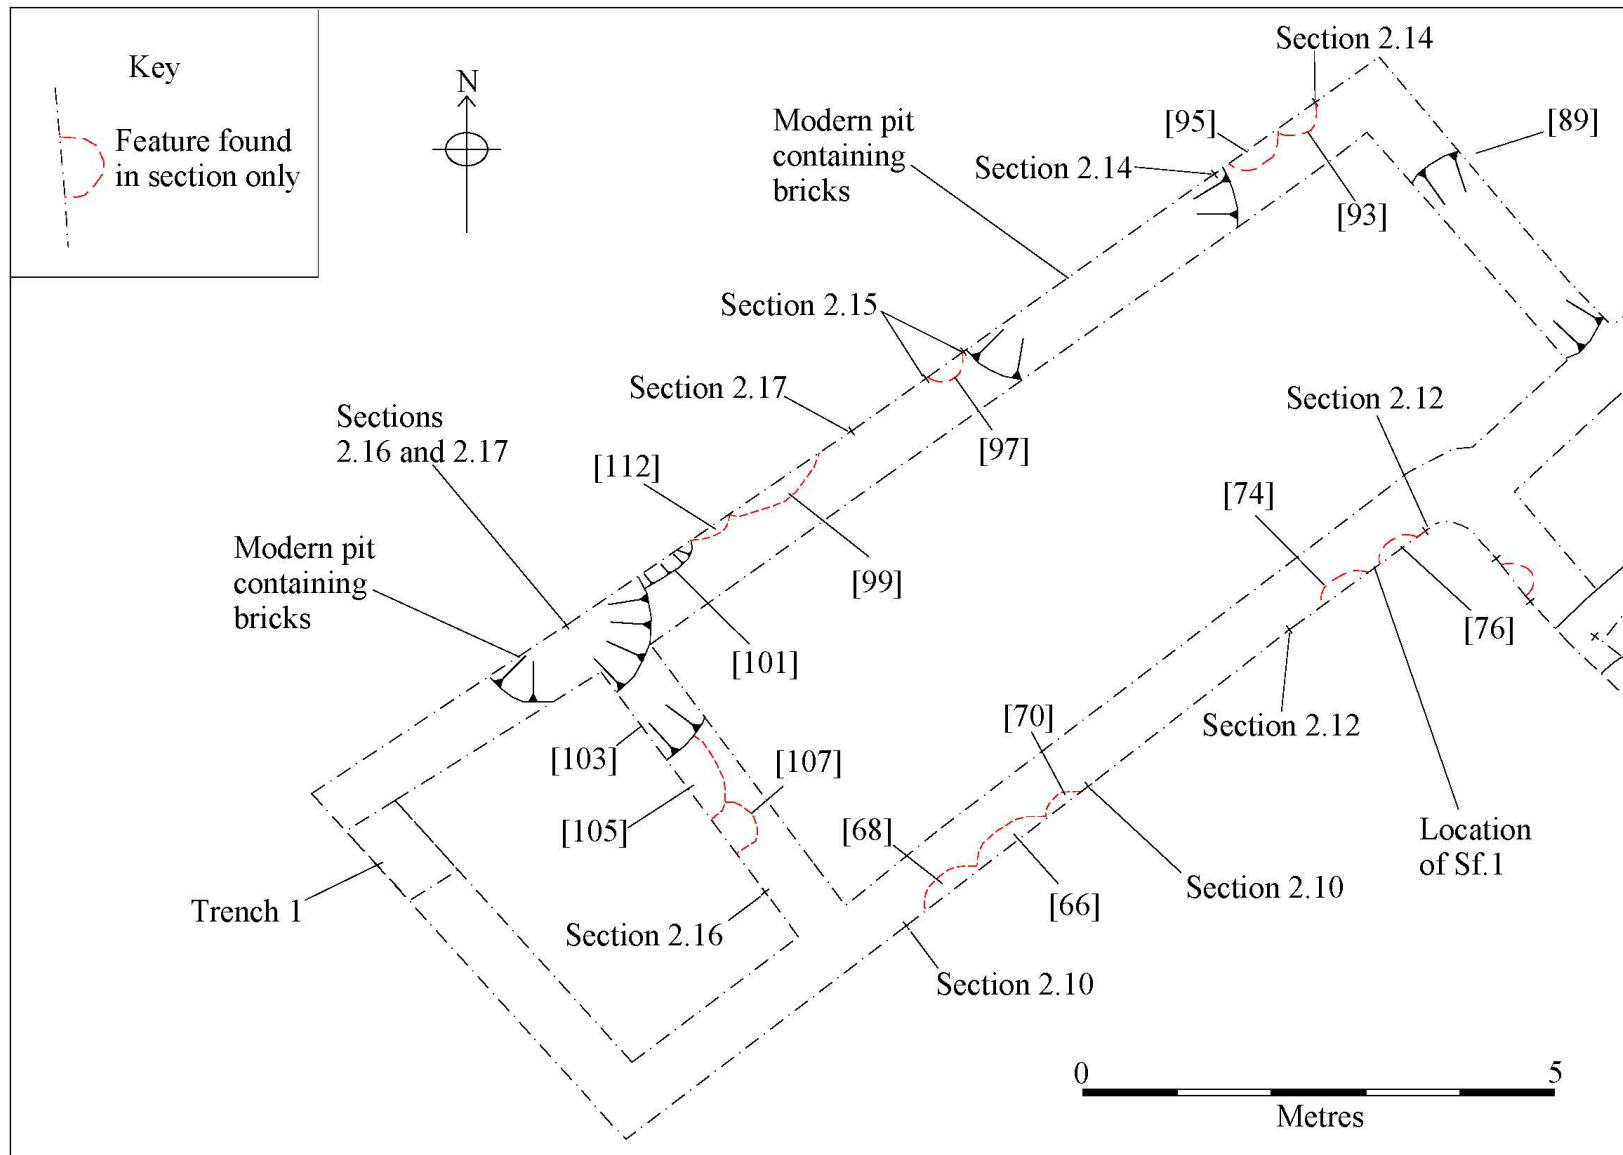 Key
Feature found
in section only
N
Section 2.14
Modern pit
containing
bricks
[95]
[89]
Section 2.14
[93]
Section 2.15
Section 2.17
Section 2.12
Sections
2.16 and 2.17
[97]
[112]
[74]
Modern pit
containing
bricks
[99]
[76]
[101]
[70]
Section 2.12
[103]
[107]
[105]
[68]
Location
of Sf.1
Section 2.10
[66]
Trench 1
Section 2.16
Section 2.10
0 5
Metres